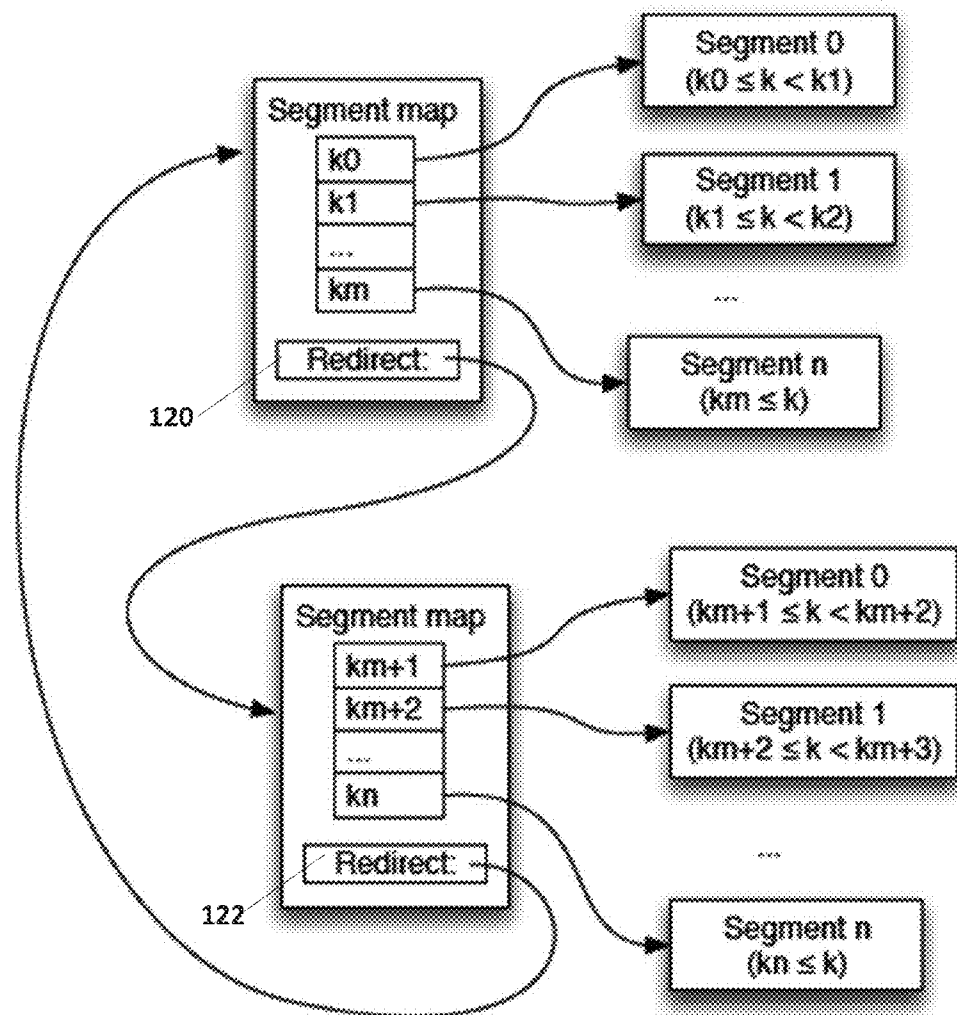 Segment map
k0
k1
...
km
Redirect:
120
Segment 0
(k0 ≤ k < k1)
Segment 1
(k1 ≤ k < k2)
...
Segment n
(km ≤ k)
Segment map
km+1
km+2
...
kn
Redirect:
122
Segment 0
(km+1 ≤ k < km+2)
Segment 1
(km+2 ≤ k < km+3)
...
Segment n
(kn ≤ k)